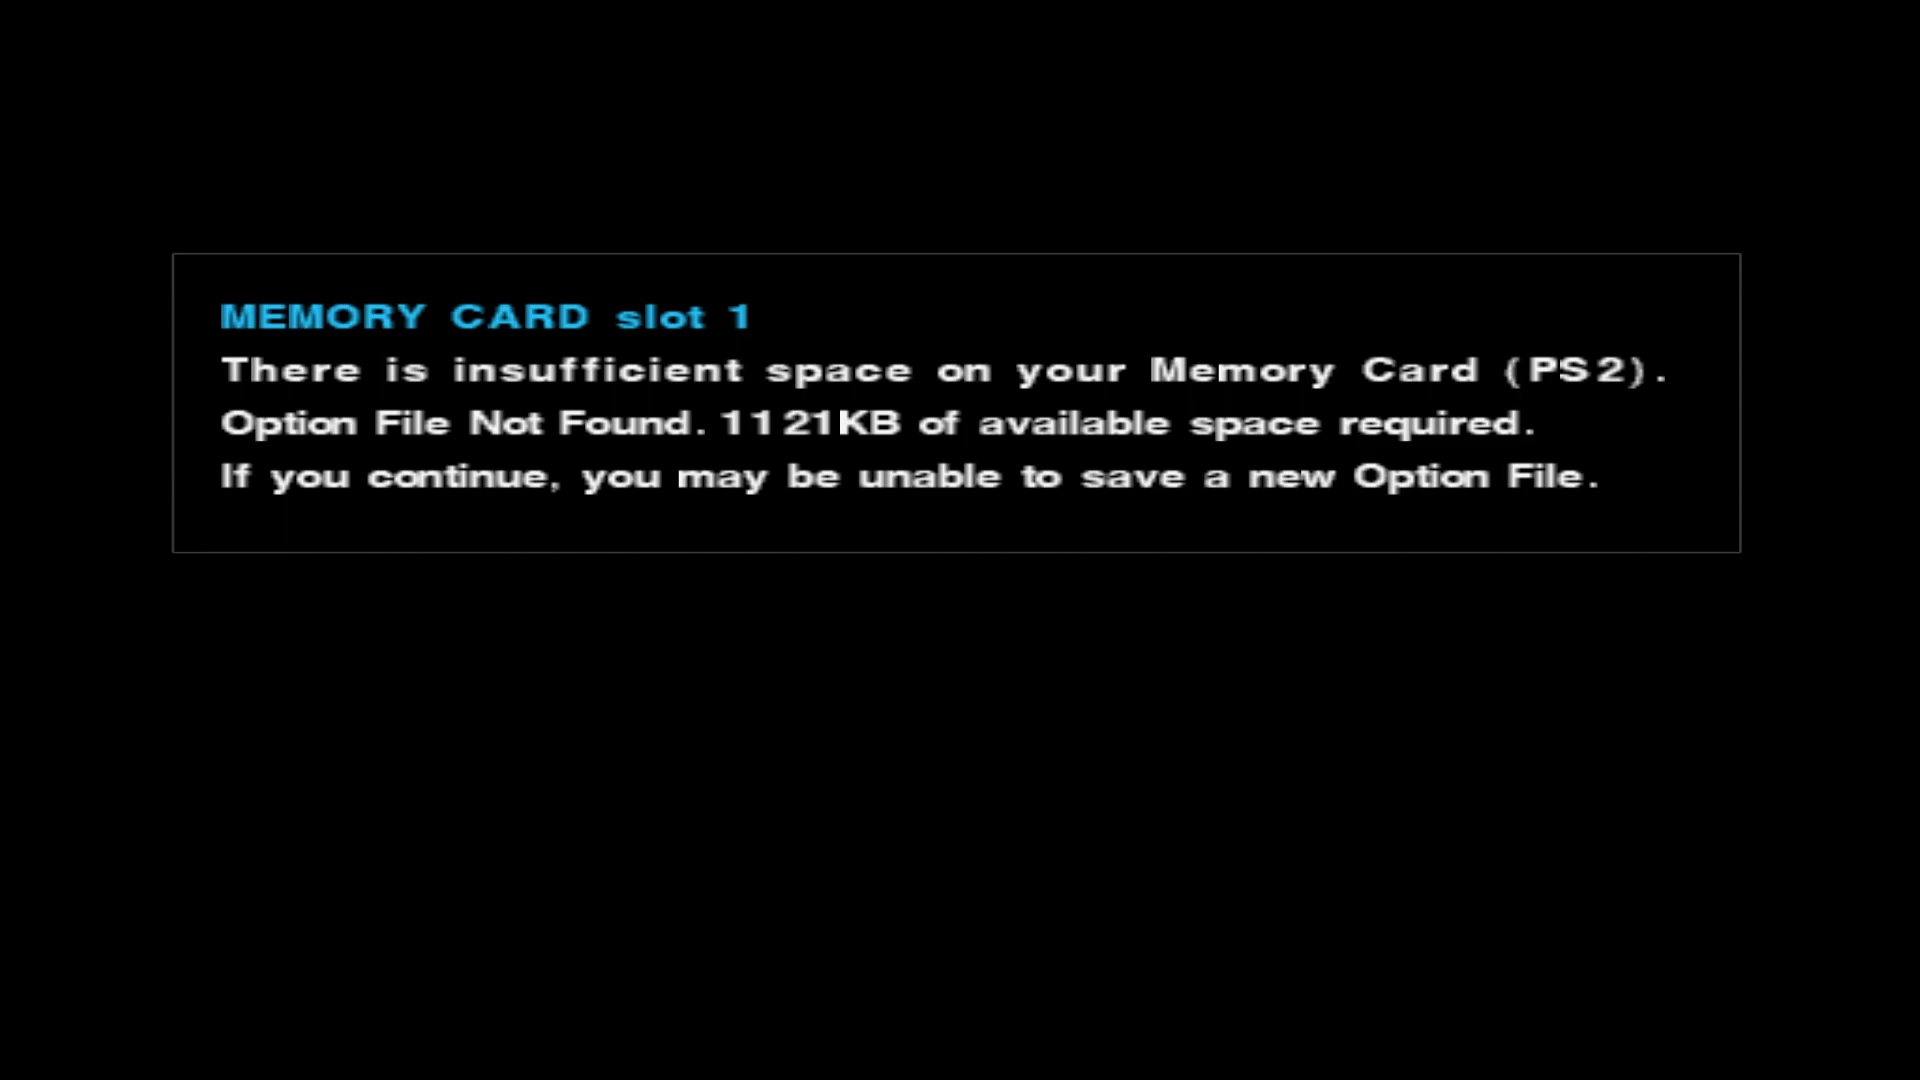 MEMORY CARD slot 1
There is insufficient space on your Memory Card (PS2).
Option File Not Found. 1121KB of available space required.
If you continue, you may be unable to save a new Option File.